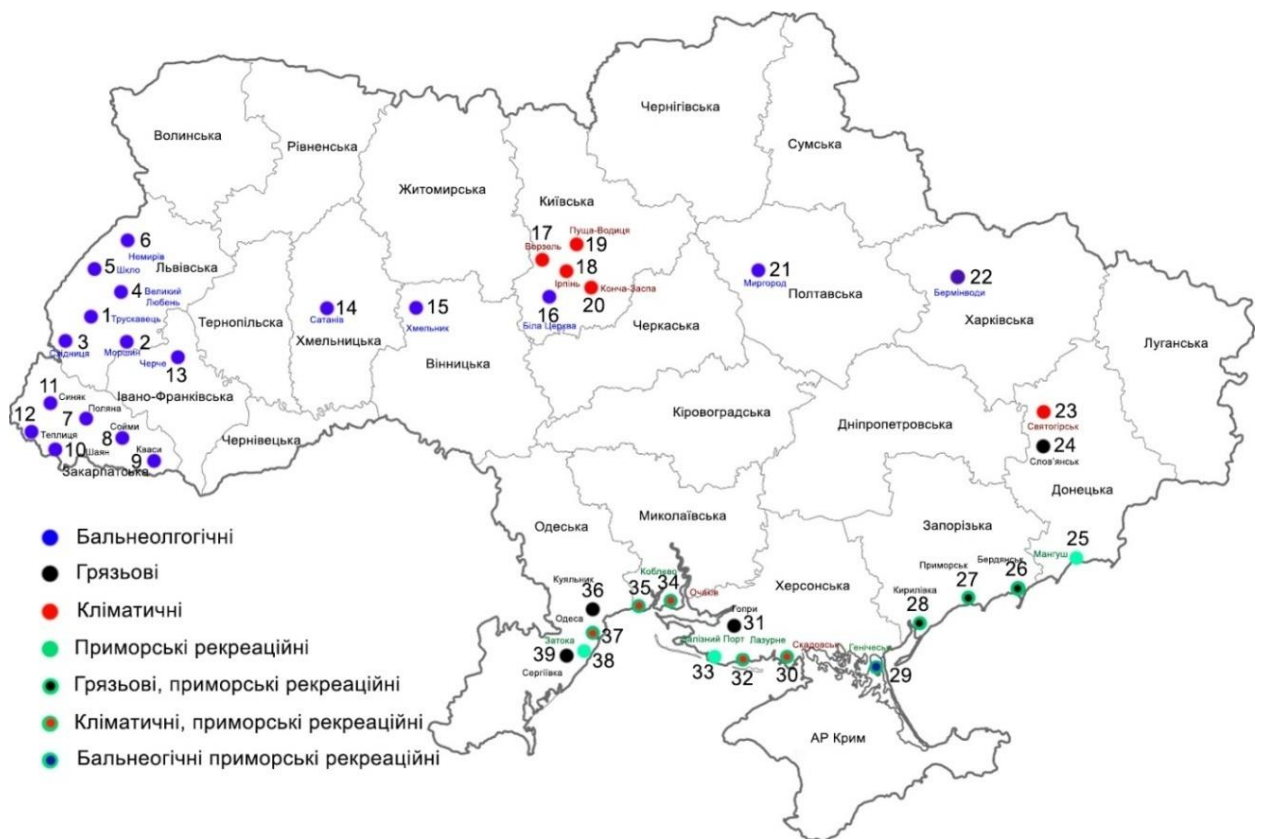 Чернігівська
Волинська
Рівненська
Сумська
Житомирська
Київська
17
Пуща-Водиця
19
Ворзель
6
Немирів
Львівська
5
Шкло
18
Ірпінь
21
Миргород
22
Бермінводи
4
Великий
Любень
Конча-Заспа
20
Полтавська
1
Трускавець
14
Сатанів
15
Хмельник
16
Біла Церква
Харківська
Тернопільська
Черкаська
3
Східниця
2
Моршин
Хмельницька
Луганська
Черче
13
Вінницька
11
Синяк
Івано-Франківська
12
7
Поляна
Кіровоградська
Дніпропетровська
23
Святогірськ
Теплиця
8
Сойми
Чернівецька
24
Слов’янськ
10
Шаян
Кваси
9
Закарпатська
Донецька
Миколаївська
Одеська
Запорізька
25
Мангуш
Бердянськ
26
Приморськ
27
Коблево
34
35
Очаків
Куяльник
36
Херсонська
Кирилівка
28
Гопри
31
Одеса
37
Затока
39
38
Сергіївка
Залізний Порт
Лазурне
Скадовськ
Генічеськ
33
32
30
29
АР Крим
Бальнеолгогічні
Грязьові
Кліматичні
Приморські рекреаційні
Грязьові, приморські рекреаційні
Кліматичні, приморські рекреаційні
Бальнеогічні приморські рекреаційні